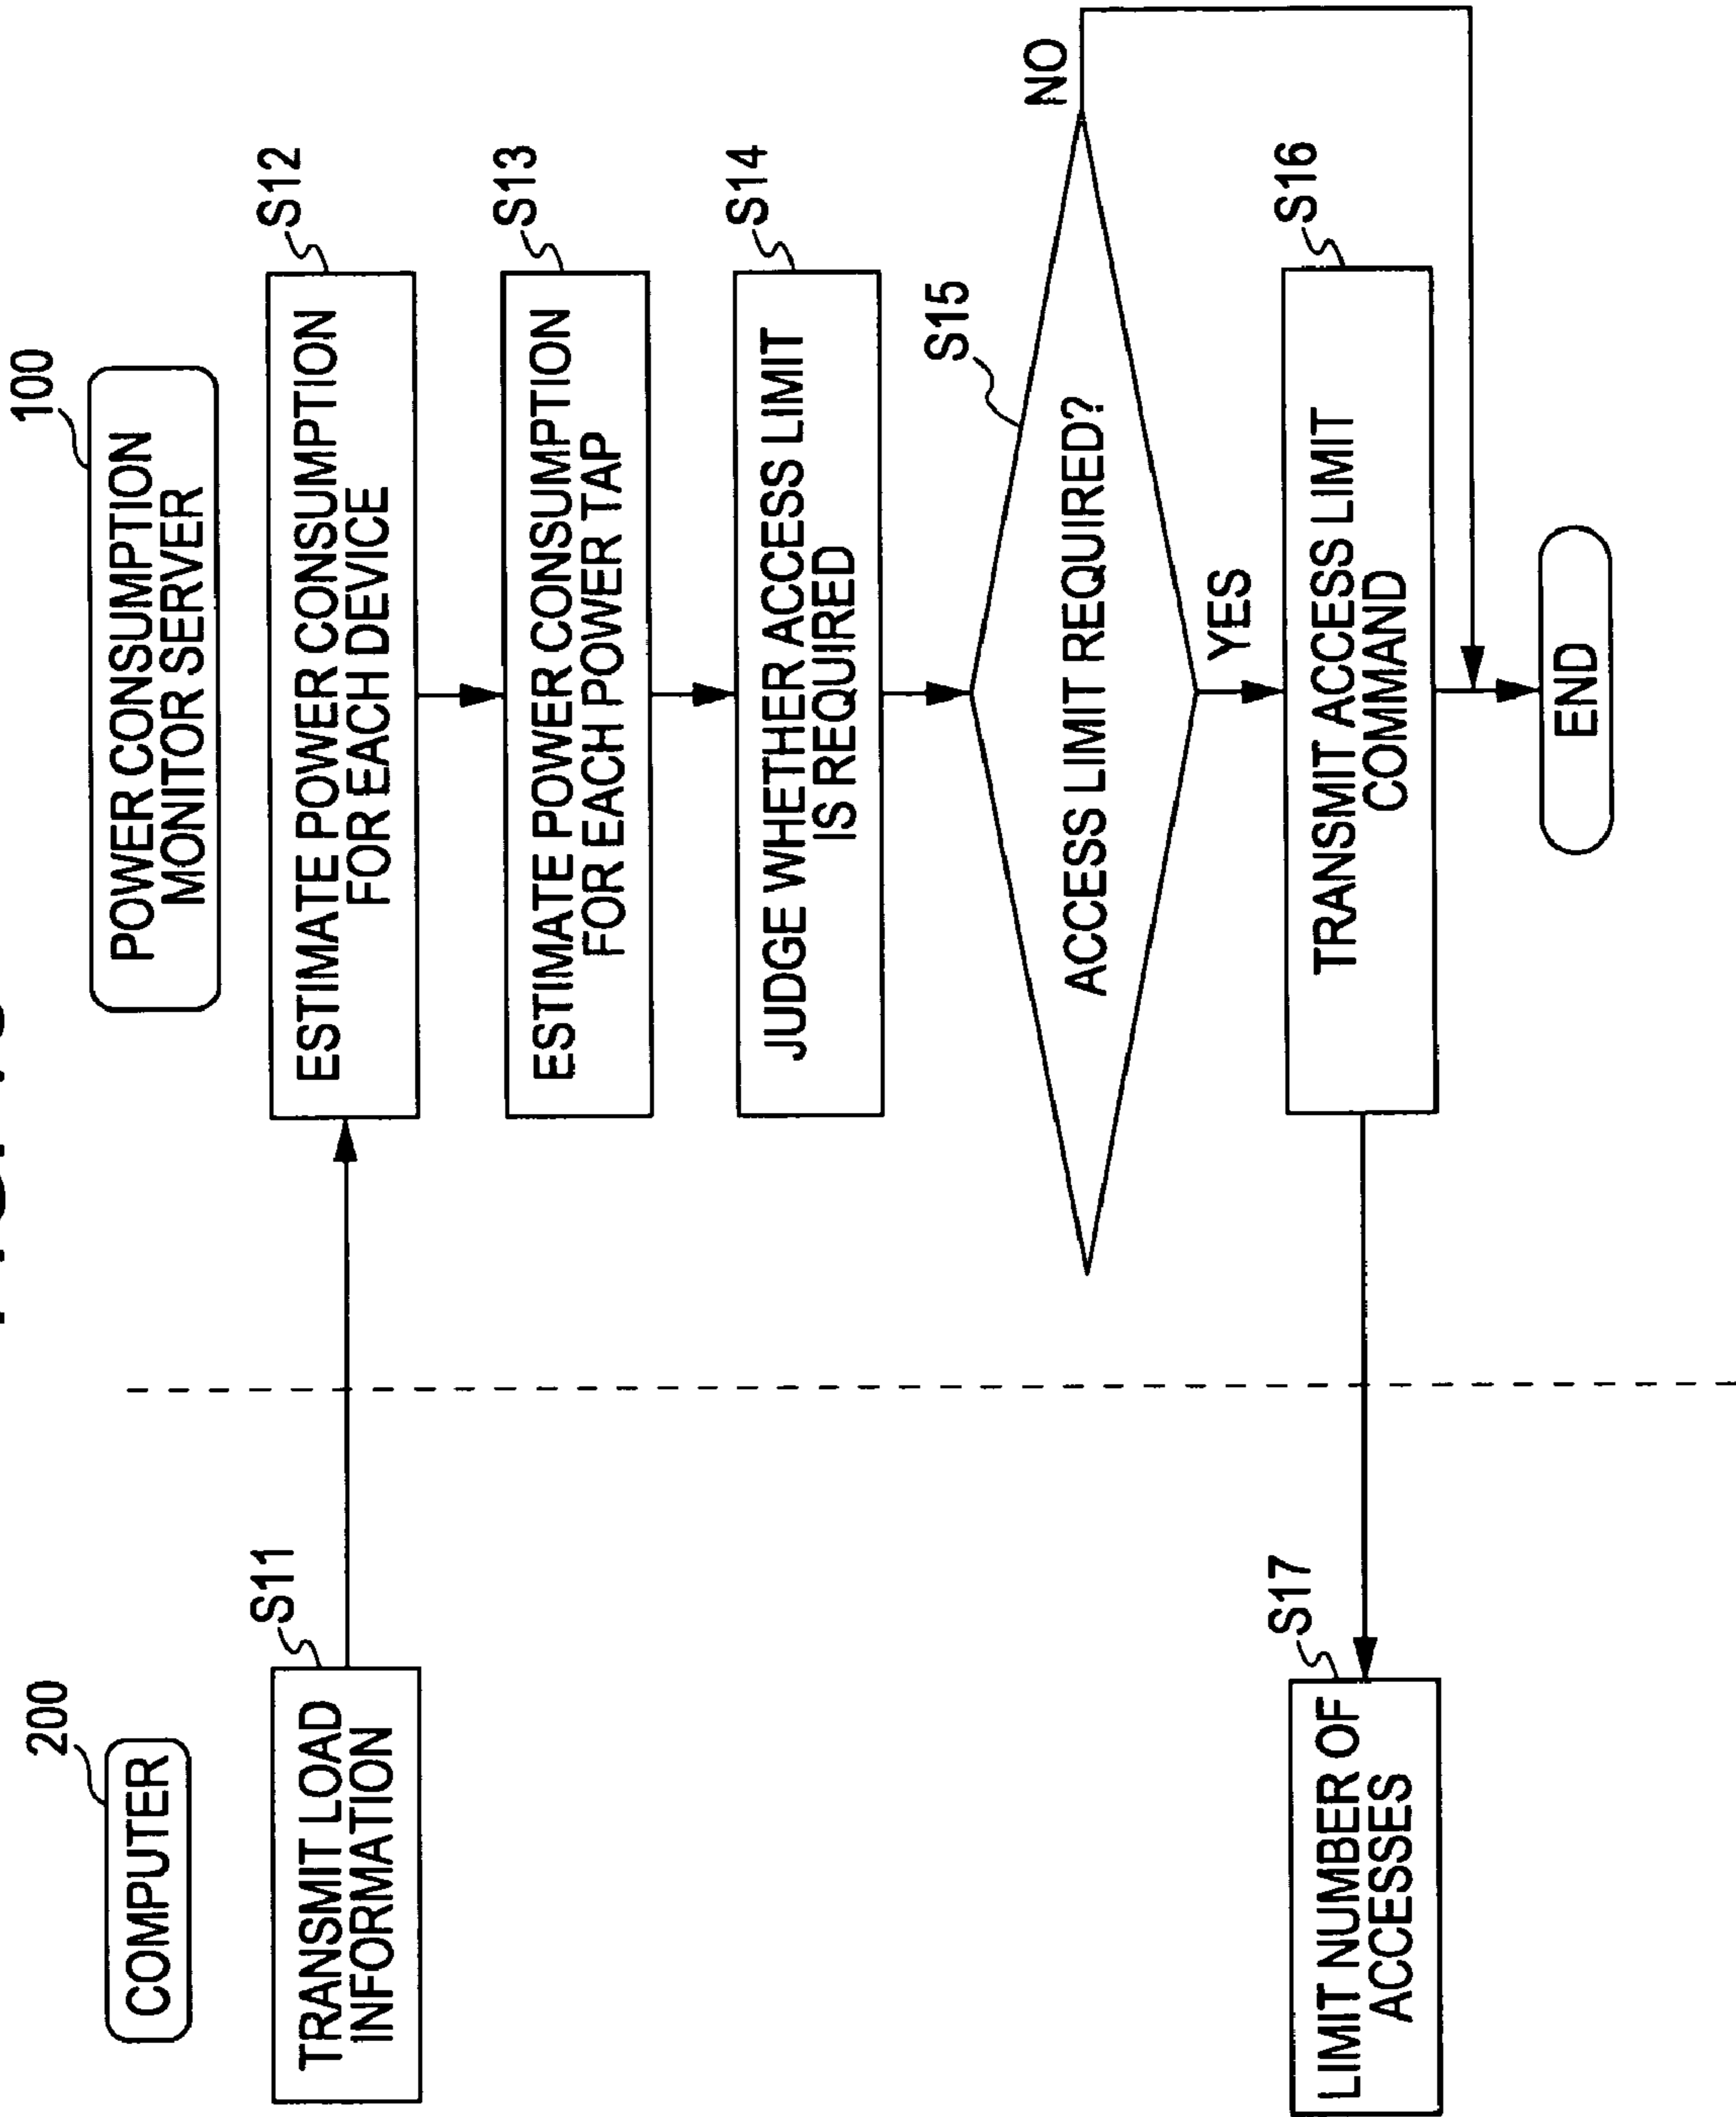 200
COMPUTER
100
POWER CONSUMPTION
MONITOR SERVER
S11
TRANSMIT LOAD
INFORMATION
S12
ESTIMATE POWER CONSUMPTION
FOR EACH DEVICE
S13
ESTIMATE POWER CONSUMPTION
FOR EACH POWER TAP
S14
JUDGE WHETHER ACCESS LIMIT
IS REQUIRED
S15
ACCESS LIMIT REQUIRED?
NO
YES
S16
TRANSMIT ACCESS LIMIT
COMMAND
S17
LIMIT NUMBER OF
ACCESSES
END